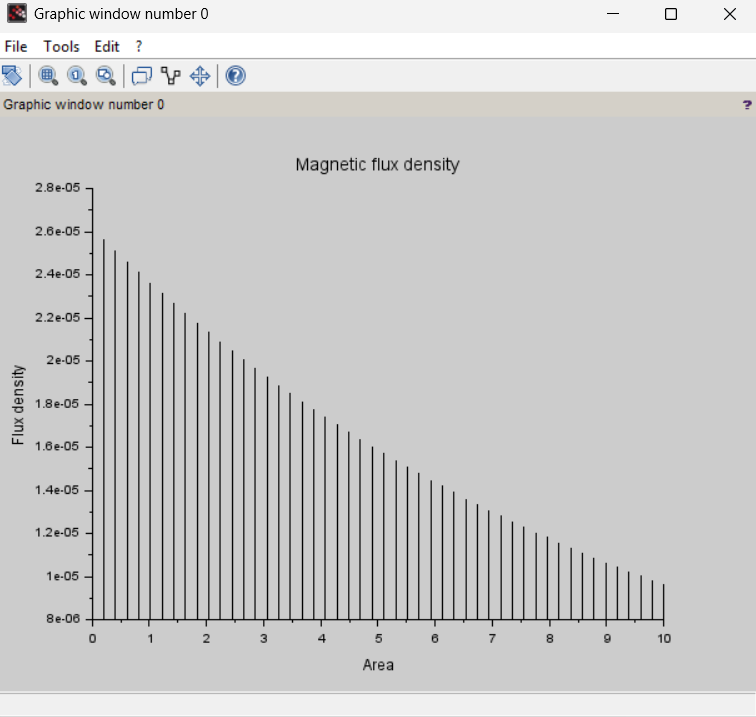 Graphic window number 0
File Tools Edit ?
Graphic window number 0 ?
Magnetic flux density
2.8e-05
2.6e-05
2.4e-05
2.2e-05
2e-05
1.8e-05
1.6e-05
1.4e-05
1.2e-05
1e-05
8e-06
Flux density
0 1 2 3 4 5 6 7 8 9 10
Area